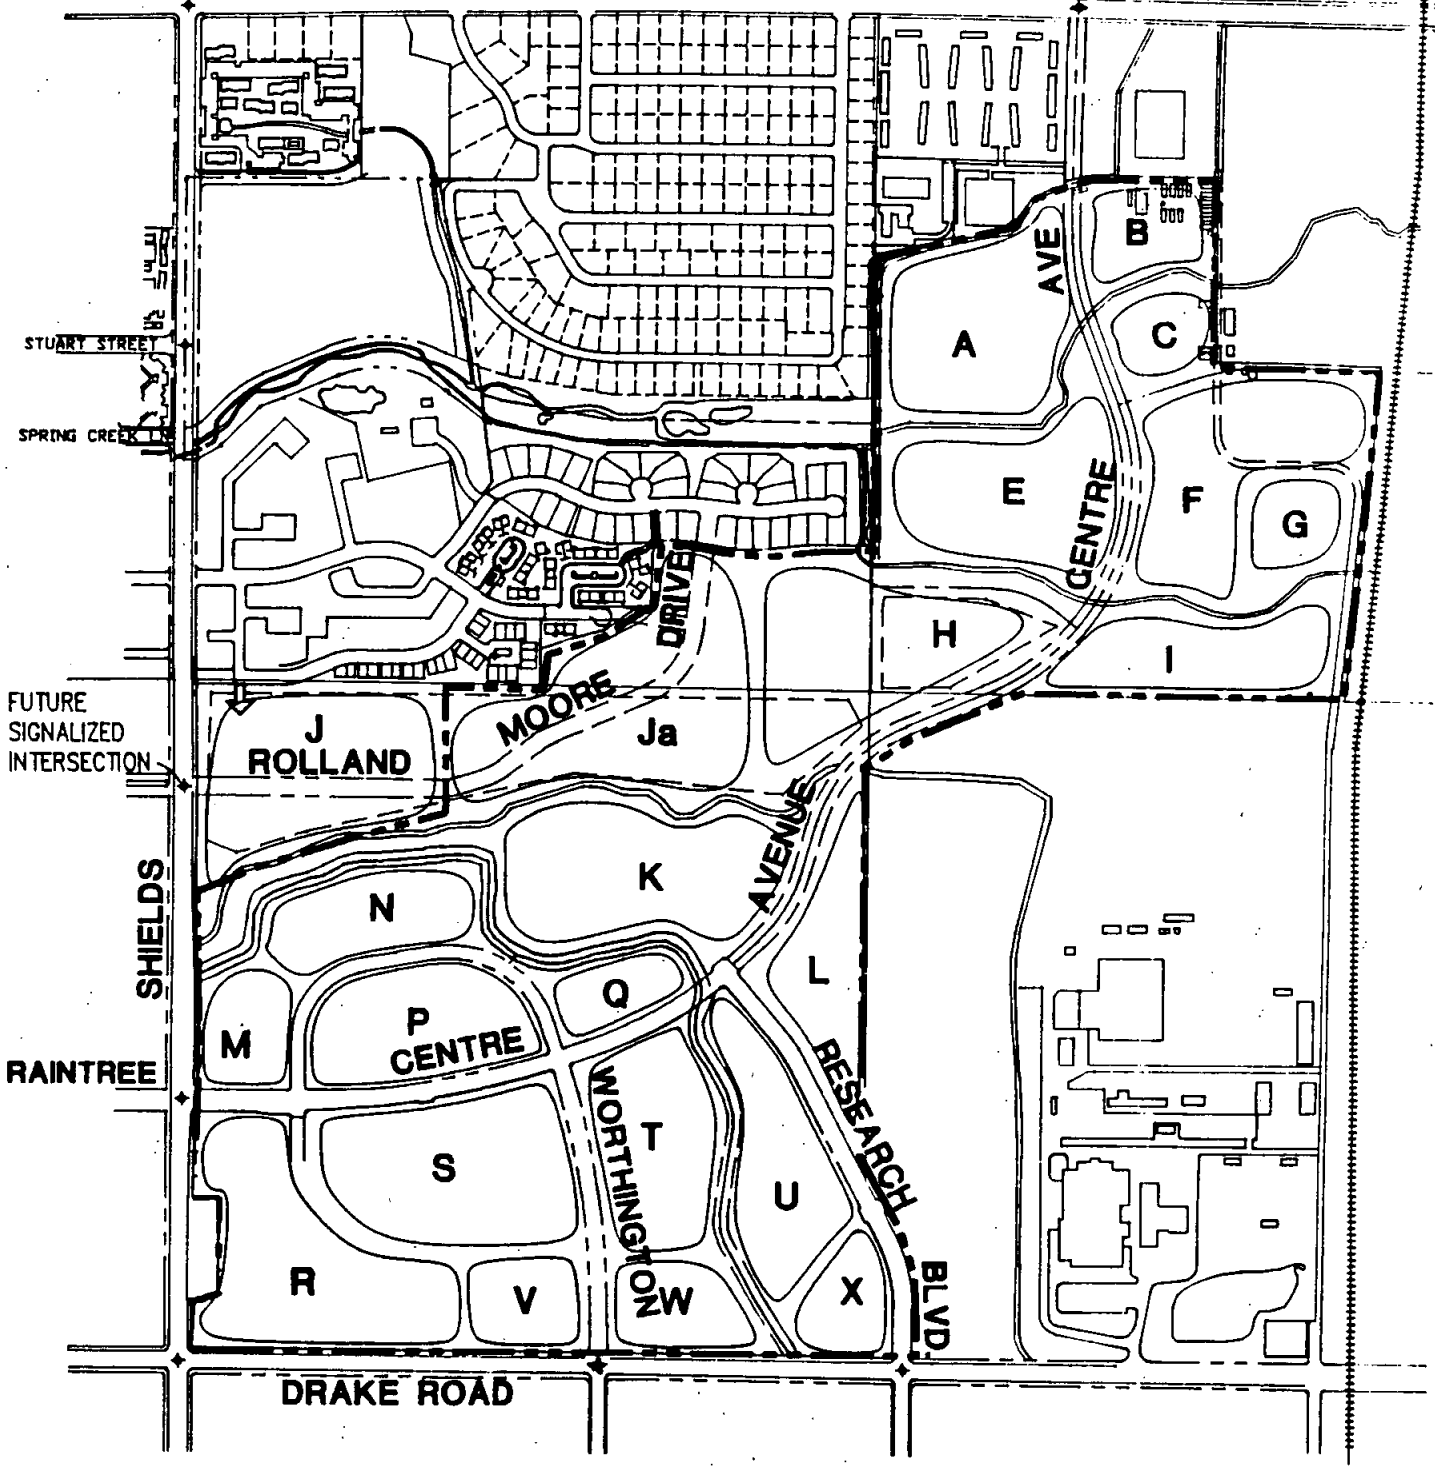 B
AVE
A
C
STUART STREET
SPRING CREEK
E
CENTRE
F
G
DRIVE
H
I
FUTURE
SIGNALIZED
INTERSECTION
J
ROLLAND
MOORE
Ja
AVENUE
K
SHIELDS
N
L
Q
M
P
CENTRE
RAINTREE
RESEARCH
WORTHINGTON
T
S
U
R
V
W
X
BLVD
DRAKE ROAD